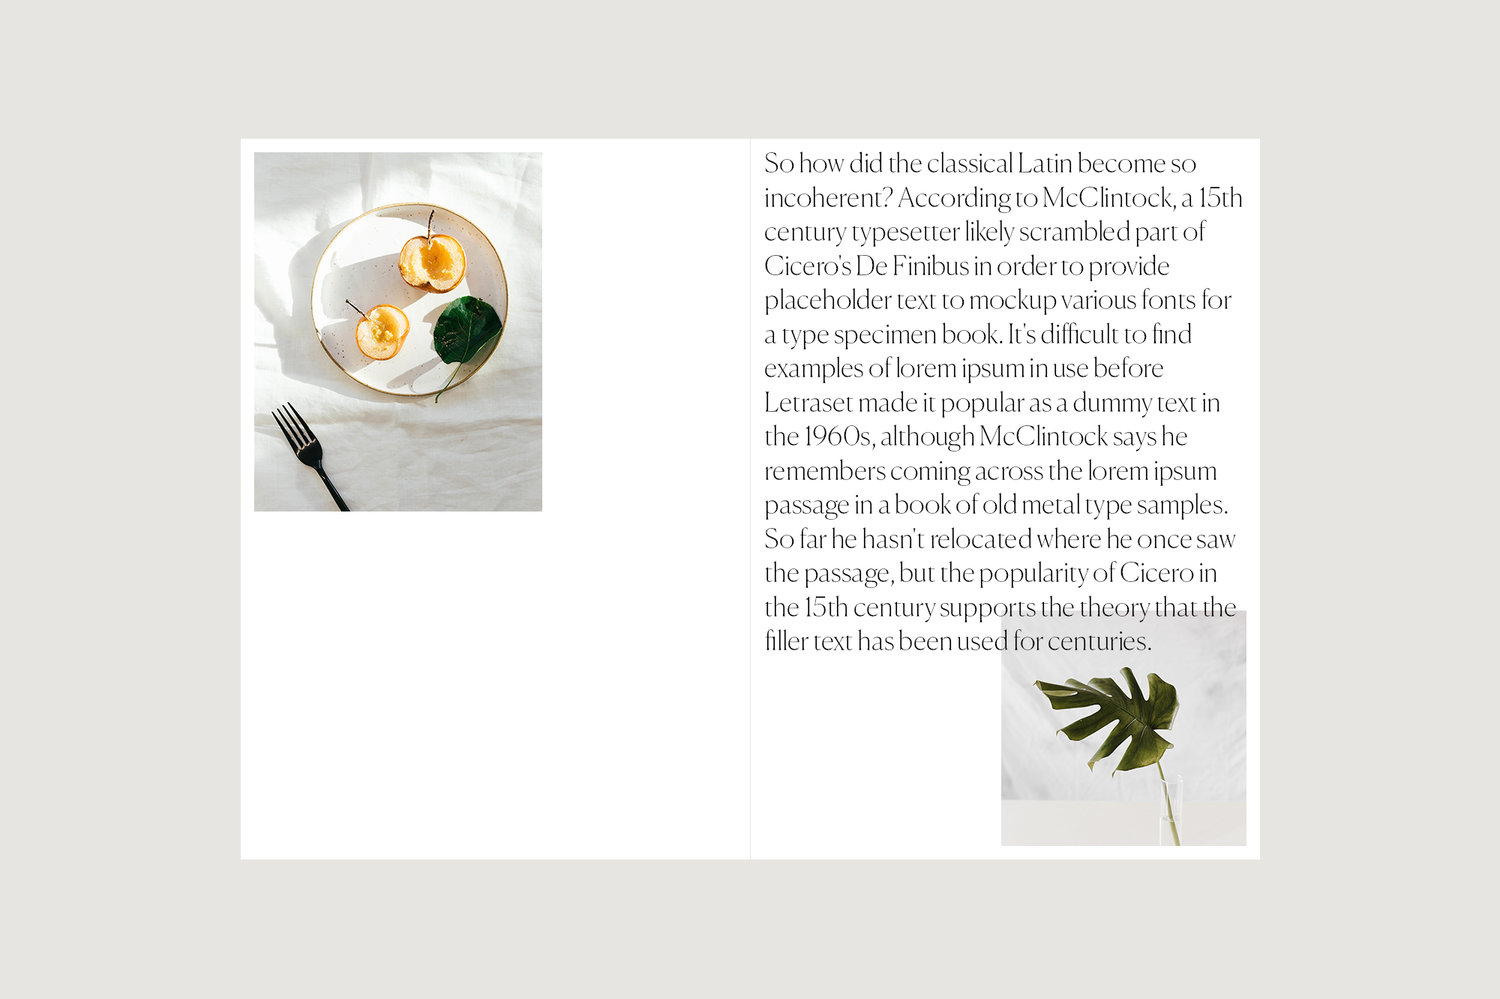 So how did the classical Latin become so
incoherent? According to McClintock, a 15th
century typesetter likely scrambled part of
Cicero's De Finibus in order to provide
placeholder text to mockup various fonts for
a type specimen book. It's difficult to find
examples of lorem ipsum in use before
Letraset made it popular as a dummy text in
the 1960s, although McClintock says he
remembers coming across the lorem ipsum
passage in a book of old metal type samples.
So far he hasn't relocated where he once saw
the passage, but the popularity of Cicero in
the 15th century supports the theory that the
filler text has been used for centuries.